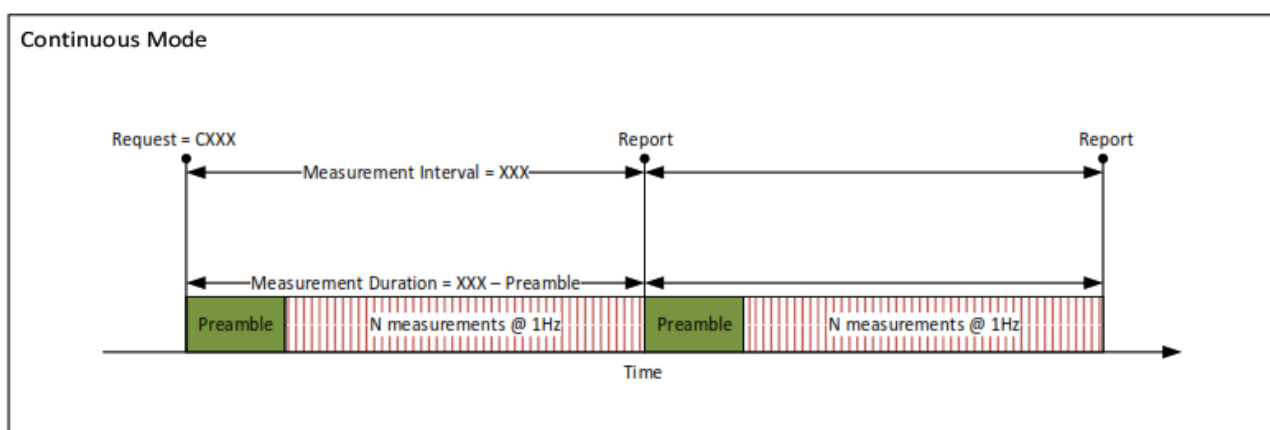 Continuous Mode
Request = CXXX
Report
Report
Measurement Interval = XXX
Measurement Duration = XXX – Preamble
Preamble
N measurements @ 1Hz
Preamble
N measurements @ 1Hz
Time